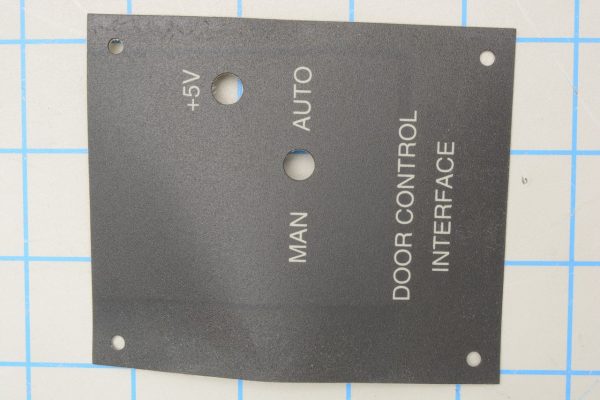 +5V
MAN AUTO
DOOR CONTROL
INTERFACE